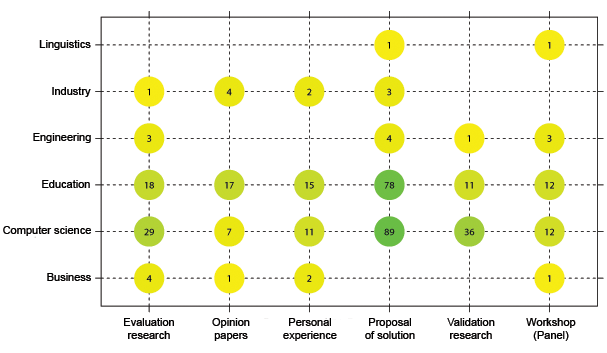 Linguistics 1 1
Industry 1 4 2 3
Engineering 3 4 1 3
Education 18 17 15 78 11 12
Computer science 29 7 11 89 36 12
Business 4 1 2 1
Evaluation research
Opinion papers
Personal experience
Proposal of solution
Validation research
Workshop (Panel)